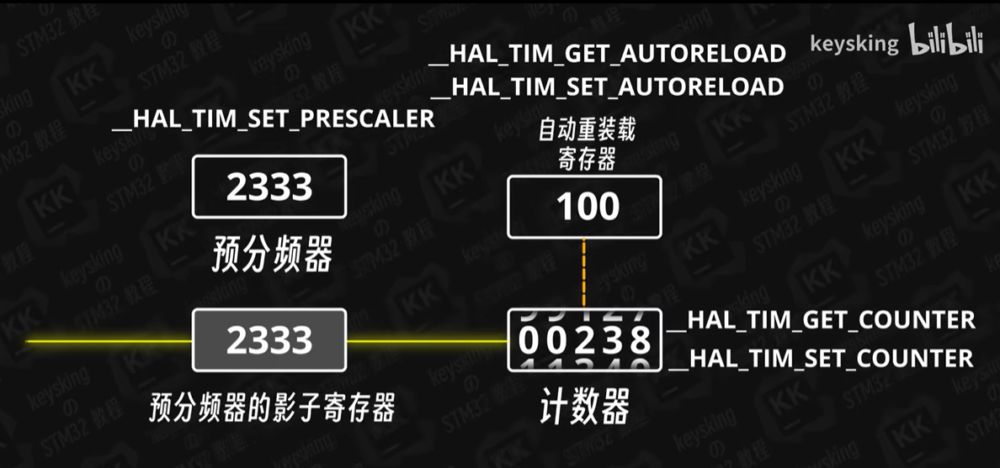 keysking bilibili
__HAL_TIM_GET_AUTORELOAD
__HAL_TIM_SET_AUTORELOAD
__HAL_TIM_SET_PRESCALER
自动重装载
寄存器
2333
100
预分频器
2333
00238
__HAL_TIM_GET_COUNTER
__HAL_TIM_SET_COUNTER
预分频器的影子寄存器
计数器